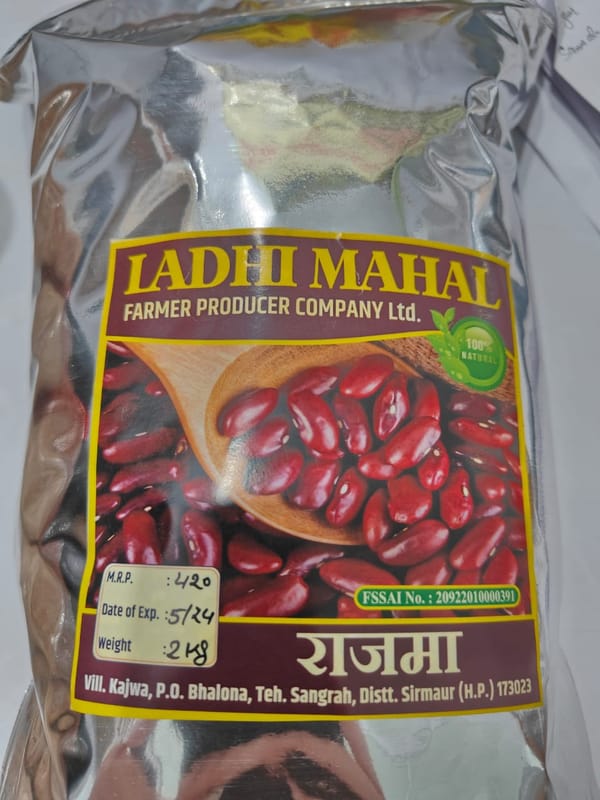 LADHI MAHAL
FARMER PRODUCER COMPANY Ltd.
100%
NATURAL
M.R.P. : 420
Date of Exp. : 5/24
Weight : 2 kg
FSSAI No. : 20922010000391
राजमा
Vill. Kajwa, P.O. Bhalona, Teh. Sangrah, Distt. Sirmaur (H.P.) 173023